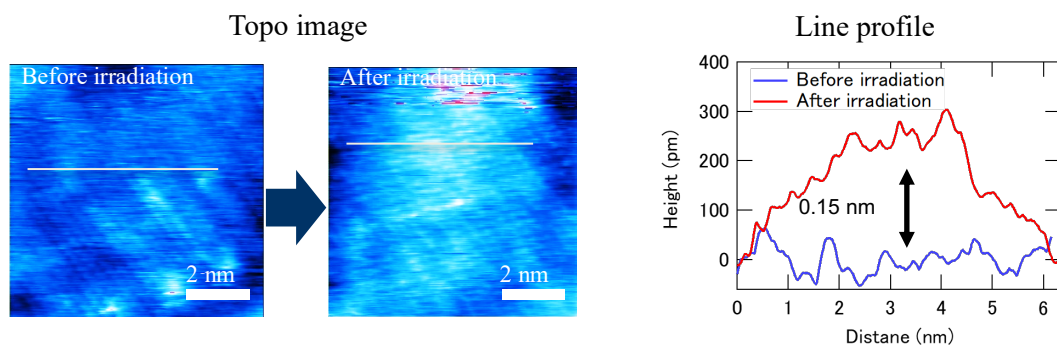 Topo image
Before irradiation
2 nm
After irradiation
2 nm
Line profile
400
300
200
100
0
Height (pm)
Before irradiation
After irradiation
0.15 nm
0 1 2 3 4 5 6
Distane (nm)